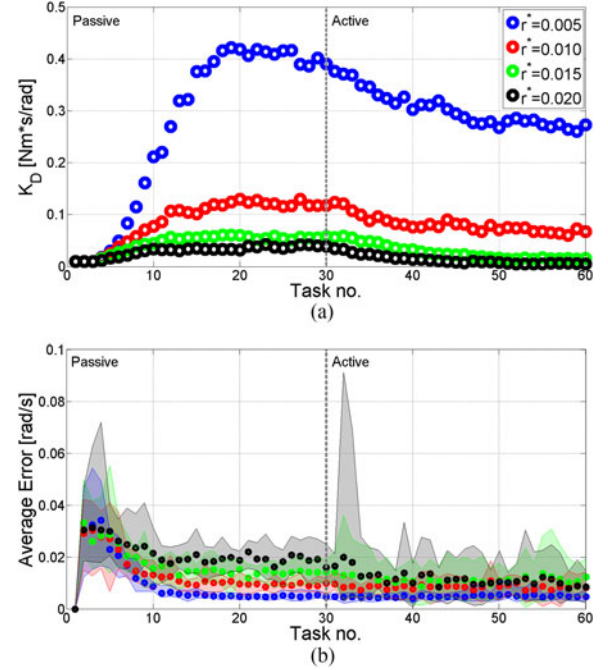 Passive
Active
r*=0.005
r*=0.010
r*=0.015
r*=0.020
K_D [Nm*s/rad]
0.5
0.4
0.3
0.2
0.1
0
0 10 20 30 40 50 60
Task no.
(a)
Passive
Active
Average Error [rad/s]
0.1
0.08
0.06
0.04
0.02
0
0 10 20 30 40 50 60
Task no.
(b)